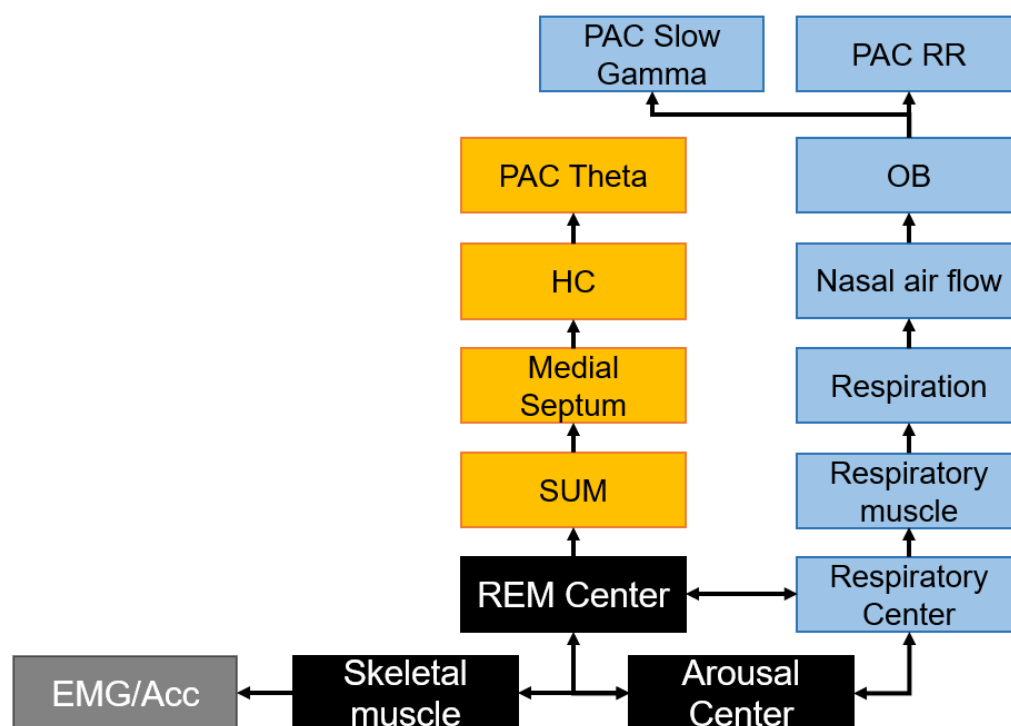 PAC Slow
Gamma
PAC RR
PAC Theta
OB
HC
Nasal air flow
Medial
Septum
Respiration
SUM
Respiratory
muscle
REM Center
Respiratory
Center
EMG/Acc
Skeletal
muscle
Arousal
Center